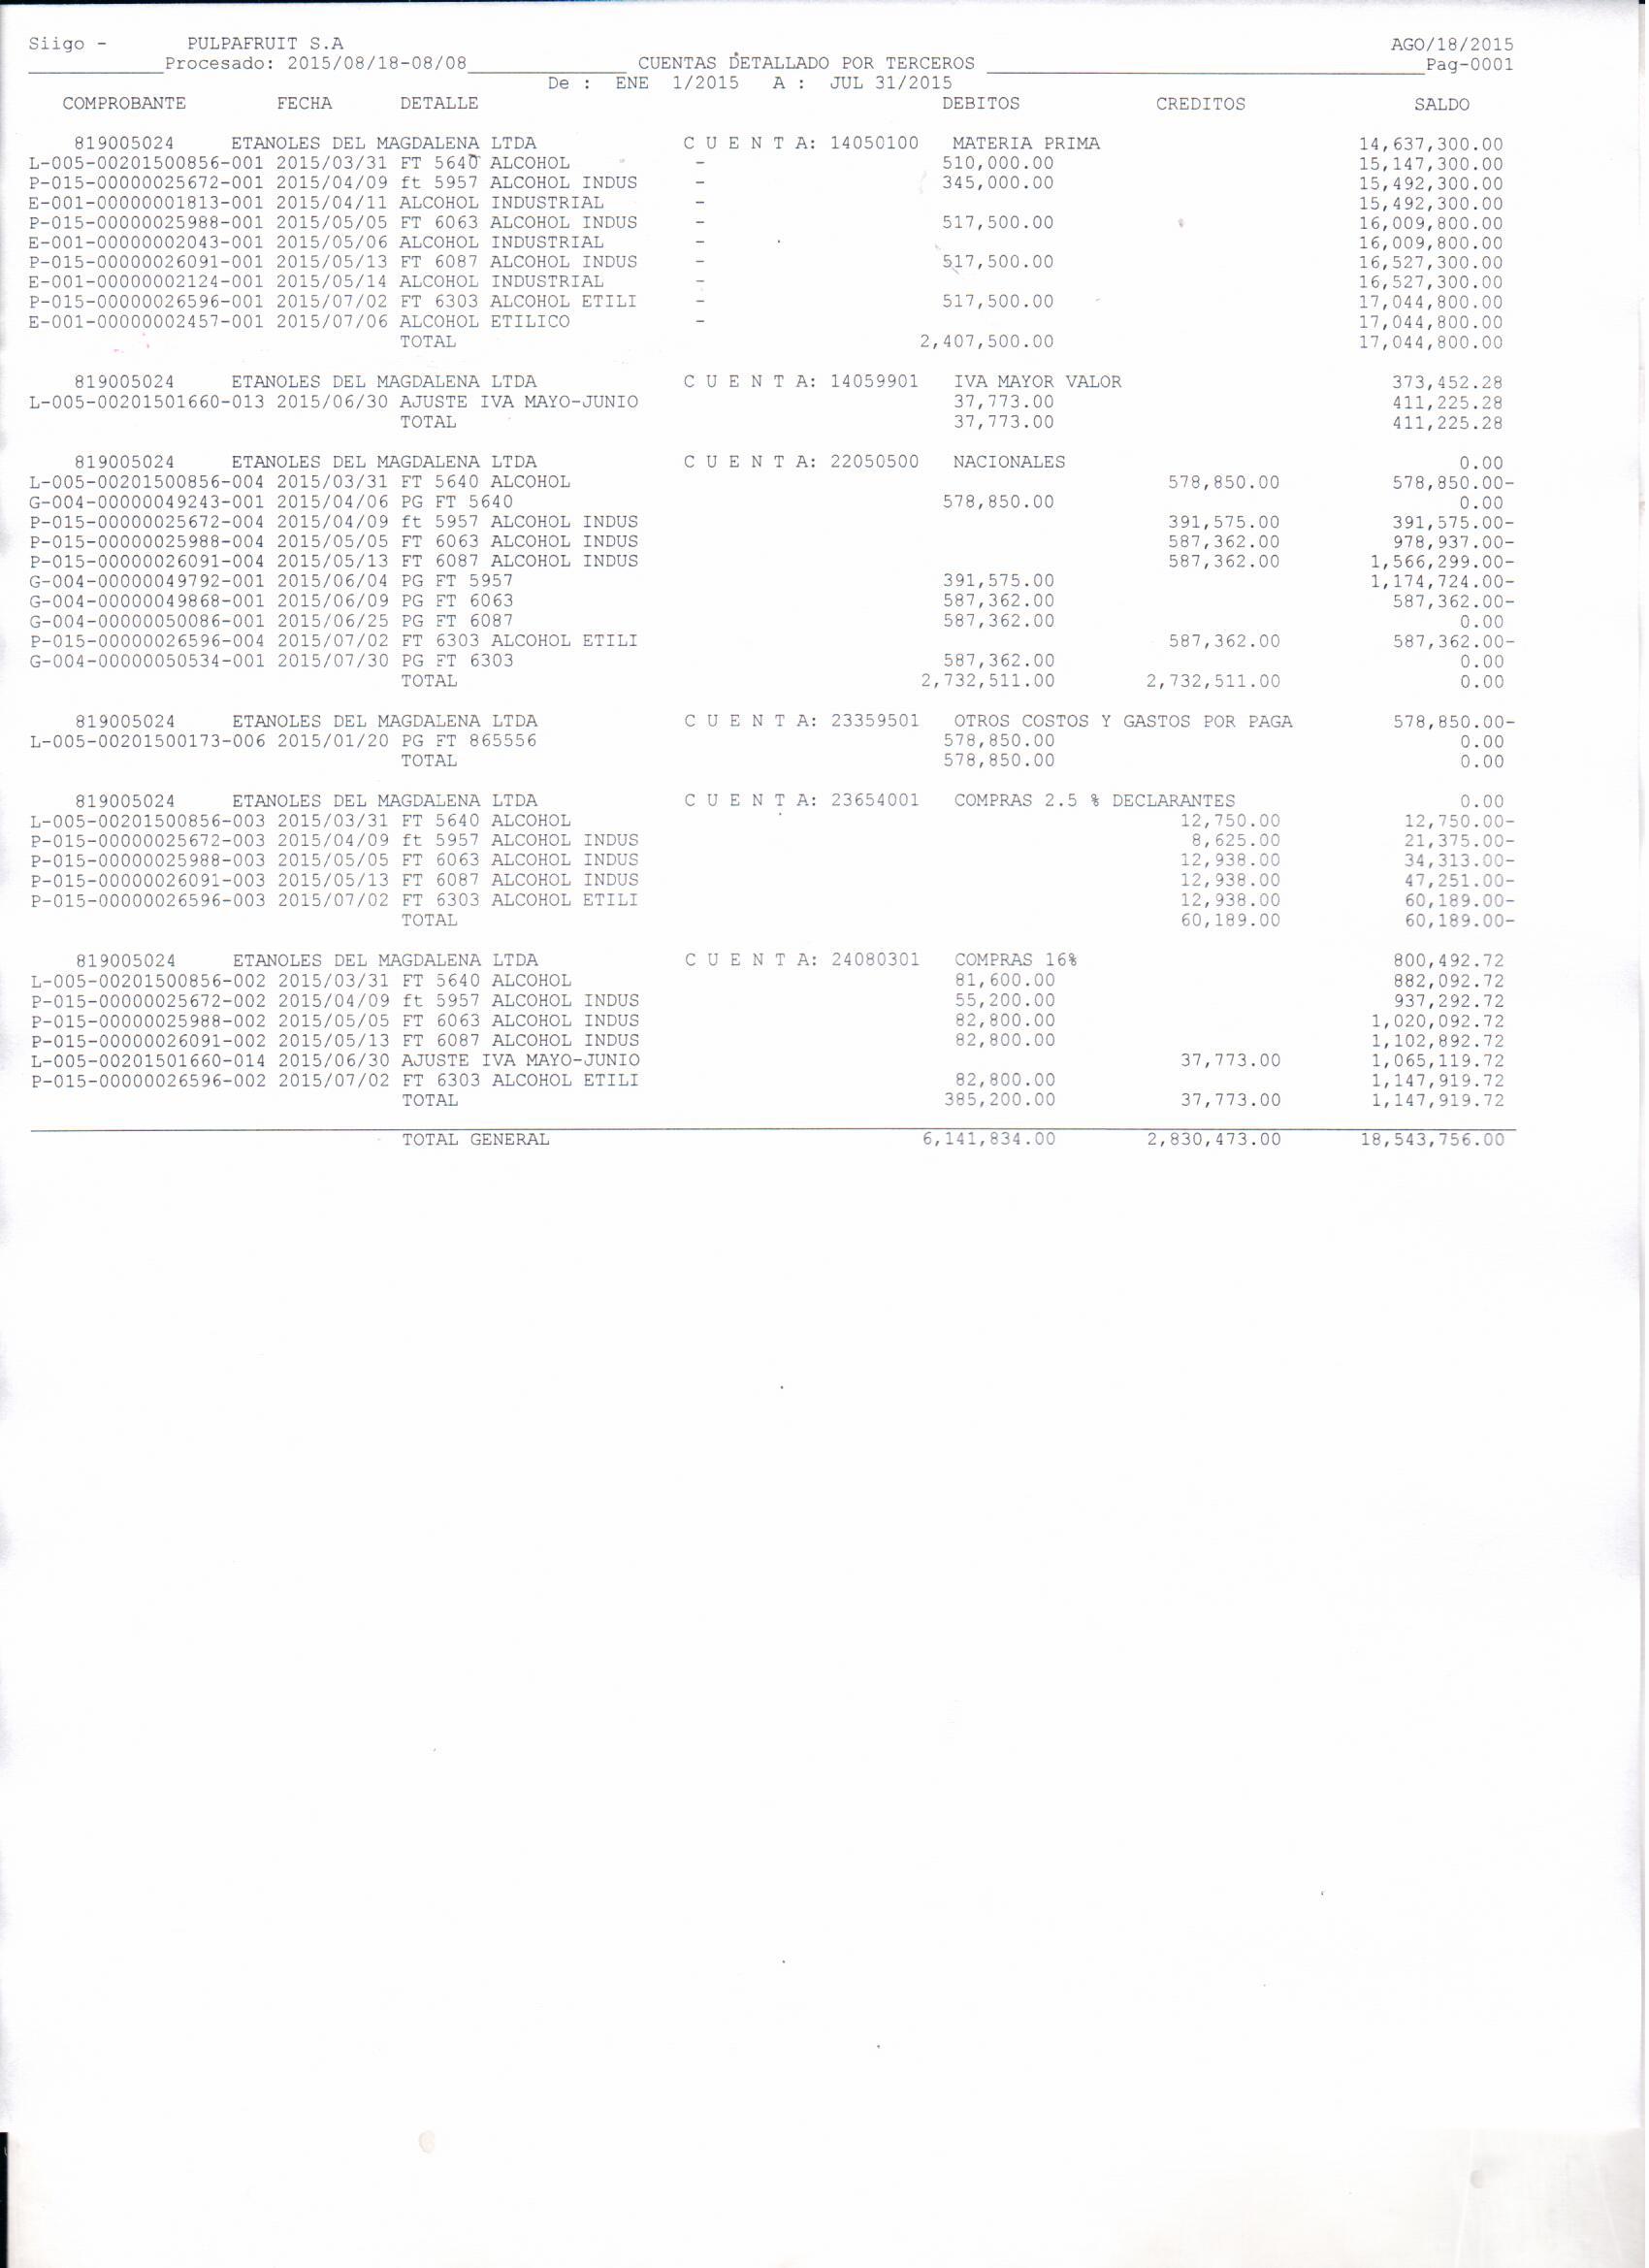 Siigo - PULPAFRUIT S.A AGO/18/2015
Procesado: 2015/08/18-08/08 CUENTAS DETALLADO POR TERCEROS Pag-0001
De : ENE 1/2015 A : JUL 31/2015
COMPROBANTE FECHA DETALLE DEBITOS CREDITOS SALDO
819005024 ETANOLES DEL MAGDALENA LTDA C U E N T A: 14050100 MATERIA PRIMA 14,637,300.00
L-005-00201500856-001 2015/03/31 FT 5640 ALCOHOL - 510,000.00 15,147,300.00
P-015-00000025672-001 2015/04/09 ft 5957 ALCOHOL INDUS - 345,000.00 15,492,300.00
E-001-00000001813-001 2015/04/11 ALCOHOL INDUSTRIAL - 15,492,300.00
P-015-00000025988-001 2015/05/05 FT 6063 ALCOHOL INDUS - 517,500.00 16,009,800.00
E-001-00000002043-001 2015/05/06 ALCOHOL INDUSTRIAL - 16,009,800.00
P-015-00000026091-001 2015/05/13 FT 6087 ALCOHOL INDUS - 517,500.00 16,527,300.00
E-001-00000002124-001 2015/05/14 ALCOHOL INDUSTRIAL - 16,527,300.00
P-015-00000026596-001 2015/07/02 FT 6303 ALCOHOL ETILI - 517,500.00 17,044,800.00
E-001-00000002457-001 2015/07/06 ALCOHOL ETILICO - 17,044,800.00
TOTAL 2,407,500.00 17,044,800.00
819005024 ETANOLES DEL MAGDALENA LTDA C U E N T A: 14059901 IVA MAYOR VALOR 373,452.28
L-005-00201501660-013 2015/06/30 AJUSTE IVA MAYO-JUNIO 37,773.00 411,225.28
TOTAL 37,773.00 411,225.28
819005024 ETANOLES DEL MAGDALENA LTDA C U E N T A: 22050500 NACIONALES 0.00
L-005-00201500856-004 2015/03/31 FT 5640 ALCOHOL 578,850.00 578,850.00-
G-004-00000049243-001 2015/04/06 PG FT 5640 578,850.00 0.00
P-015-00000025672-004 2015/04/09 ft 5957 ALCOHOL INDUS 391,575.00 391,575.00-
P-015-00000025988-004 2015/05/05 FT 6063 ALCOHOL INDUS 587,362.00 978,937.00-
P-015-00000026091-004 2015/05/13 FT 6087 ALCOHOL INDUS 587,362.00 1,566,299.00-
G-004-00000049792-001 2015/06/04 PG FT 5957 391,575.00 1,174,724.00-
G-004-00000049868-001 2015/06/09 PG FT 6063 587,362.00 587,362.00-
G-004-00000050086-001 2015/06/25 PG FT 6087 587,362.00 0.00
P-015-00000026596-004 2015/07/02 FT 6303 ALCOHOL ETILI 587,362.00 587,362.00-
G-004-00000050534-001 2015/07/30 PG FT 6303 587,362.00 0.00
TOTAL 2,732,511.00 2,732,511.00 0.00
819005024 ETANOLES DEL MAGDALENA LTDA C U E N T A: 23359501 OTROS COSTOS Y GASTOS POR PAGA 578,850.00-
L-005-00201500173-006 2015/01/20 PG FT 865556 578,850.00 0.00
TOTAL 578,850.00 0.00
819005024 ETANOLES DEL MAGDALENA LTDA C U E N T A: 23654001 COMPRAS 2.5 % DECLARANTES 0.00
L-005-00201500856-003 2015/03/31 FT 5640 ALCOHOL 12,750.00 12,750.00-
P-015-00000025672-003 2015/04/09 ft 5957 ALCOHOL INDUS 8,625.00 21,375.00-
P-015-00000025988-003 2015/05/05 FT 6063 ALCOHOL INDUS 12,938.00 34,313.00-
P-015-00000026091-003 2015/05/13 FT 6087 ALCOHOL INDUS 12,938.00 47,251.00-
P-015-00000026596-003 2015/07/02 FT 6303 ALCOHOL ETILI 12,938.00 60,189.00-
TOTAL 60,189.00 60,189.00-
819005024 ETANOLES DEL MAGDALENA LTDA C U E N T A: 24080301 COMPRAS 16% 800,492.72
L-005-00201500856-002 2015/03/31 FT 5640 ALCOHOL 81,600.00 882,092.72
P-015-00000025672-002 2015/04/09 ft 5957 ALCOHOL INDUS 55,200.00 937,292.72
P-015-00000025988-002 2015/05/05 FT 6063 ALCOHOL INDUS 82,800.00 1,020,092.72
P-015-00000026091-002 2015/05/13 FT 6087 ALCOHOL INDUS 82,800.00 1,102,892.72
L-005-00201501660-014 2015/06/30 AJUSTE IVA MAYO-JUNIO 37,773.00 1,065,119.72
P-015-00000026596-002 2015/07/02 FT 6303 ALCOHOL ETILI 82,800.00 1,147,919.72
TOTAL 385,200.00 37,773.00 1,147,919.72
TOTAL GENERAL 6,141,834.00 2,830,473.00 18,543,756.00